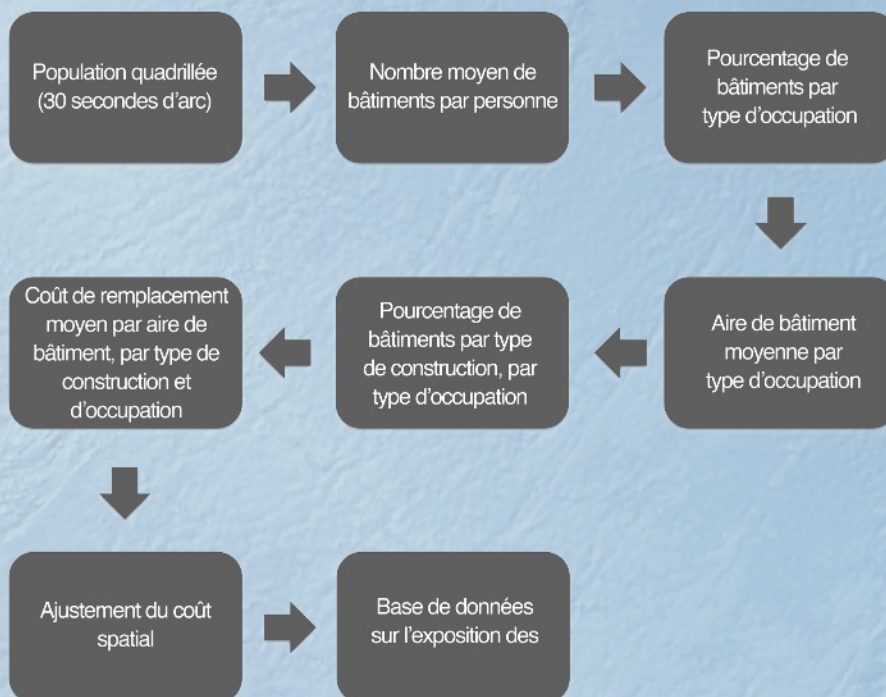 Population quadrillée
(30 secondes d'arc)
Nombre moyen de
bâtiments par personne
Pourcentage de
bâtiments par
type d'occupation
Aire de bâtiment
moyenne par
type d'occupation
Pourcentage de
bâtiments par type
de construction, par
type d'occupation
Coût de remplacement
moyen par aire de
bâtiment, par type de
construction et
d'occupation
Ajustement du coût
spatial
Base de données
sur l'exposition des